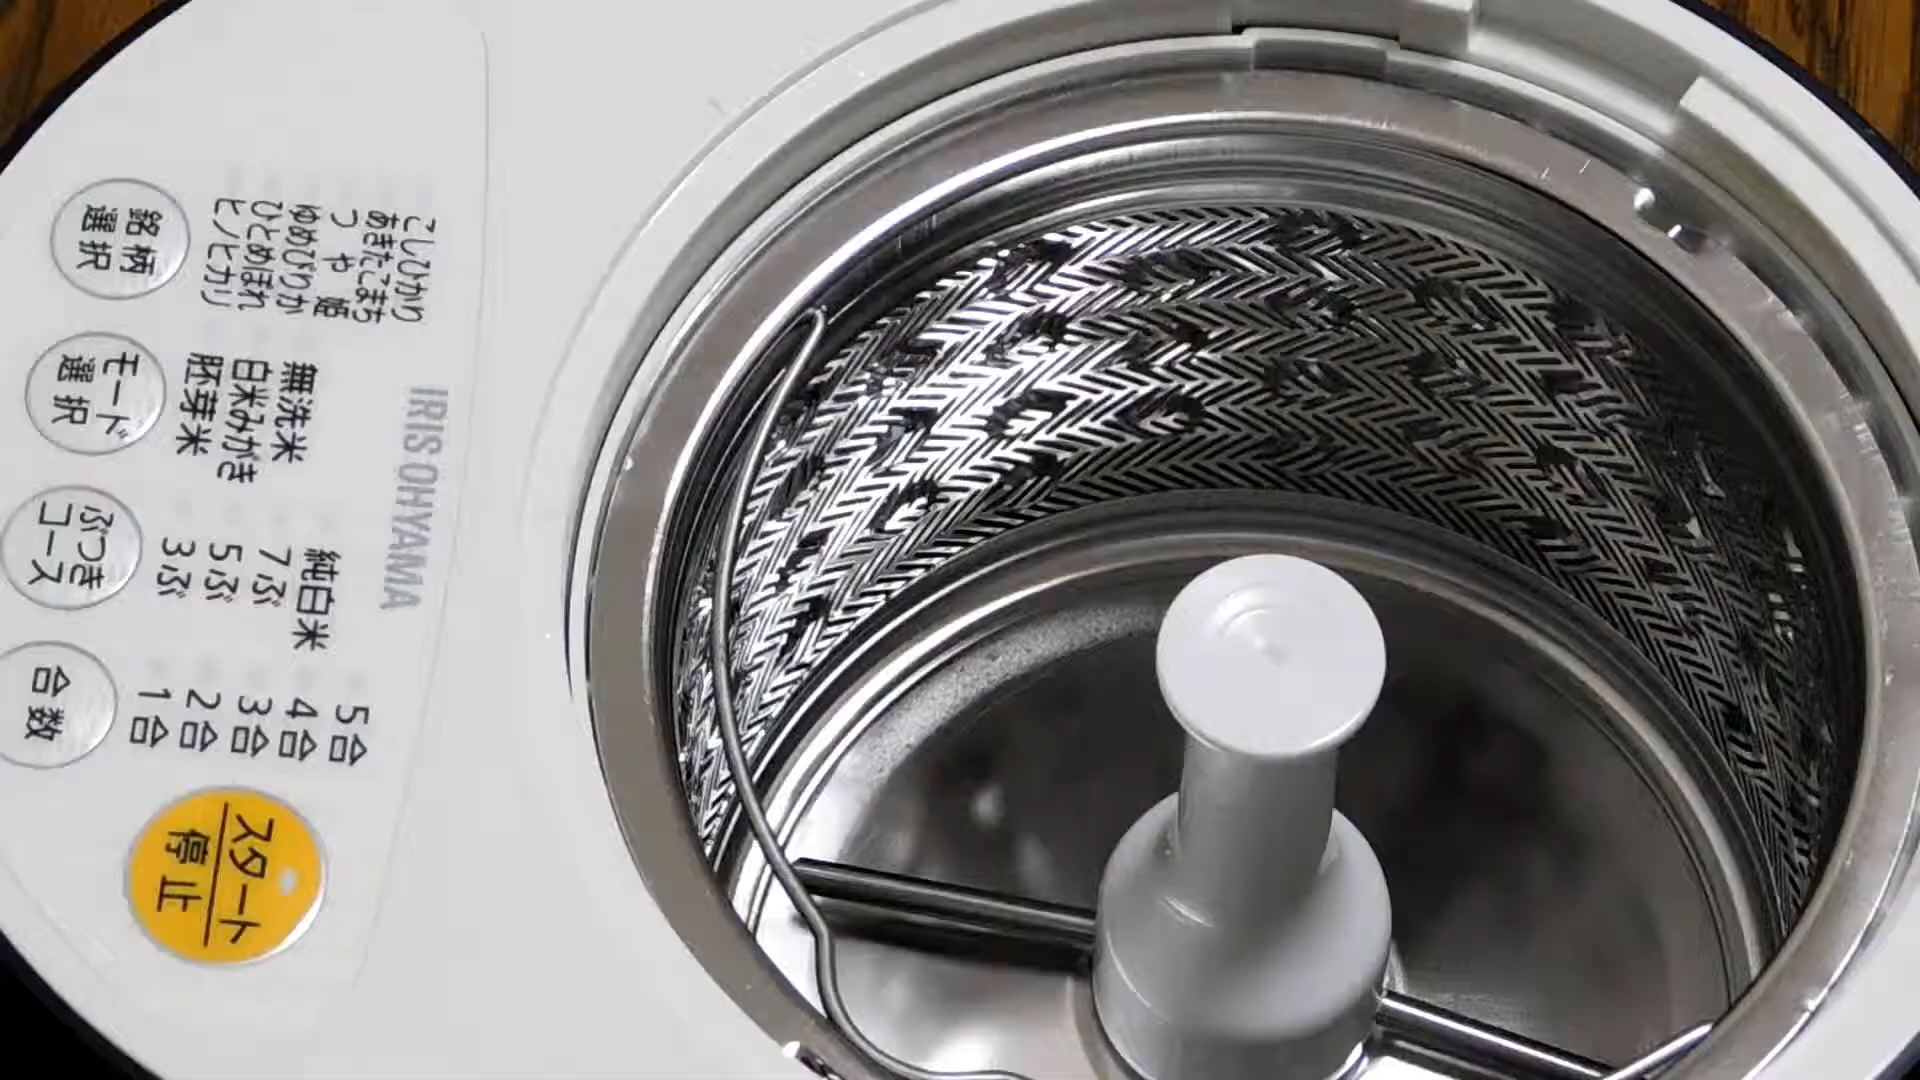 IRIS OHYAMA
こしひかり
あきたこまち
つや姫
ゆめぴりか
ひとめぼれ
ヒノヒカリ
銘柄
選択
無洗米
白米みがき
胚芽米
モード
選択
純白米
7ぶ
5ぶ
3ぶ
ぶつき
コース
5合
4合
3合
2合
1合
合数
スタート
停止